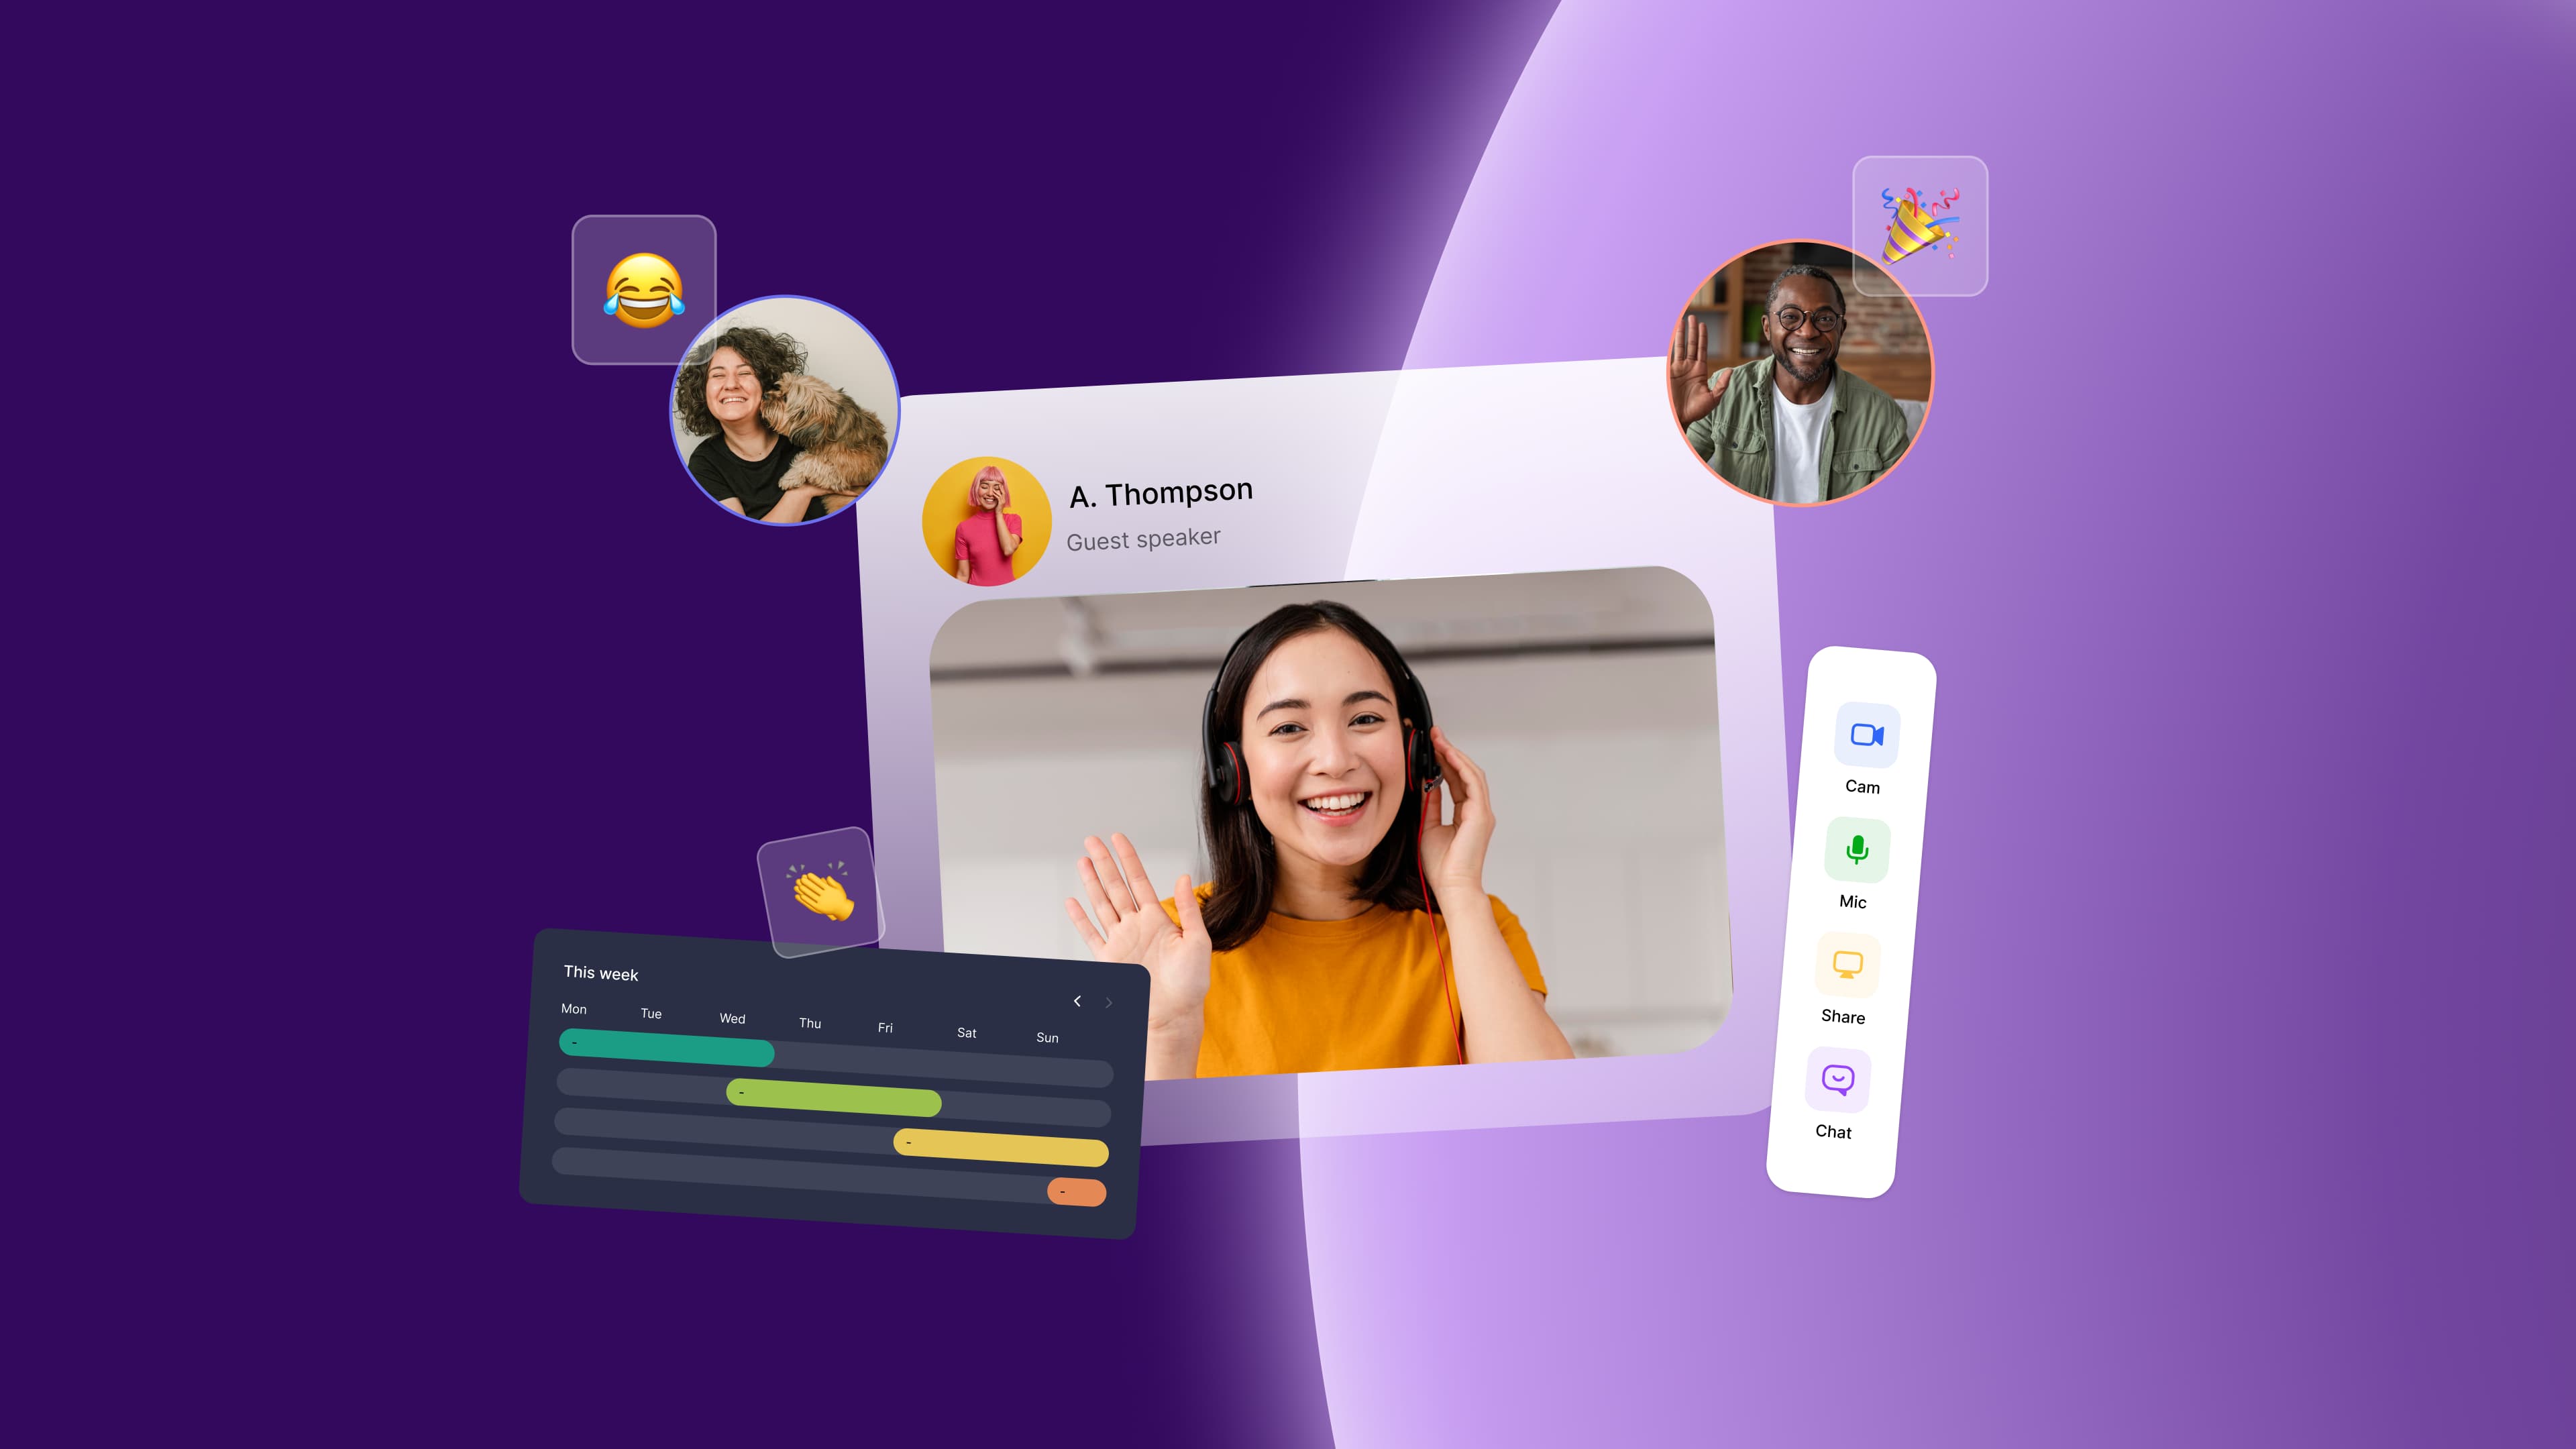 A. Thompson
Guest speaker
Cam
Mic
Share
Chat
This week
Mon Tue Wed Thu Fri Sat Sun
-
-
-
-